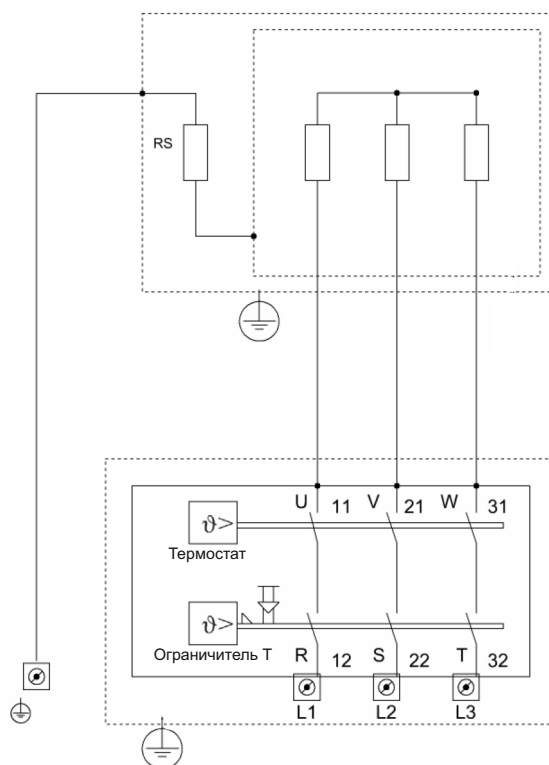 RS
U 11 V 21 W 31
ϑ>
Термостат
ϑ>
Ограничитель T
R 12 S 22 T 32
L1 L2 L3